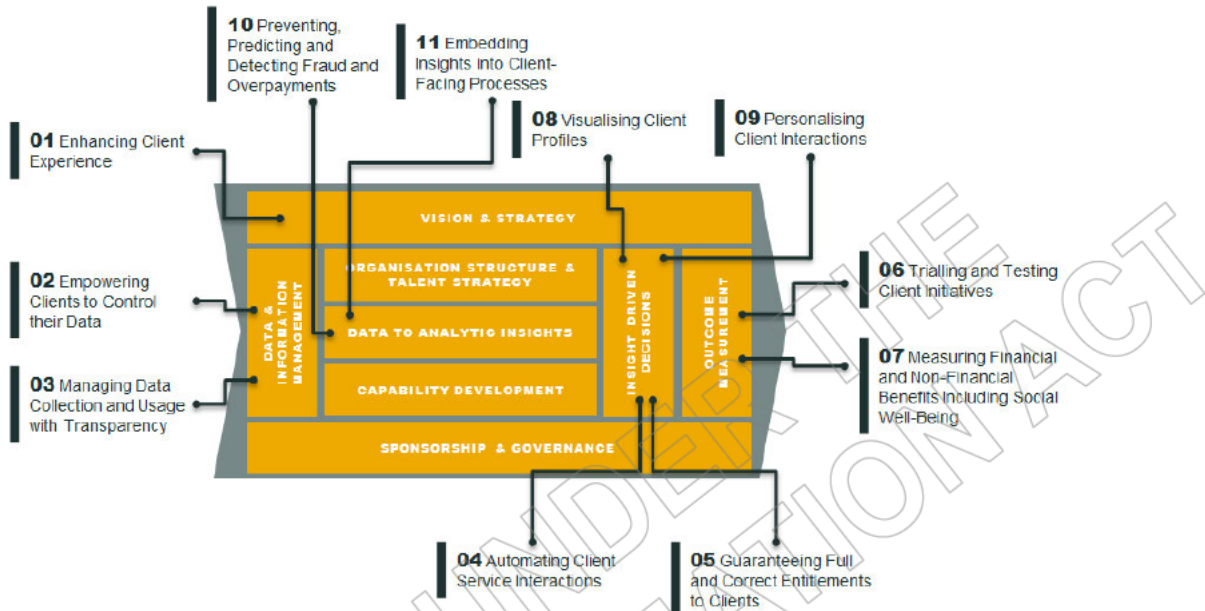 10 Preventing,
Predicting and
Detecting Fraud and
Overpayments
11 Embedding
Insights into Client-
Facing Processes
08 Visualising Client
Profiles
09 Personalising
Client Interactions
01 Enhancing Client
Experience
VISION & STRATEGY
02 Empowering
Clients to Control
their Data
03 Managing Data
Collection and Usage
with Transparency
DATA &
INFORMATION
MANAGEMENT
ORGANISATION STRUCTURE &
TALENT STRATEGY
DATA TO ANALYTIC INSIGHTS
CAPABILITY DEVELOPMENT
INSIGHT DRIVEN
DECISIONS
OUTCOME
MEASUREMENT
06 Trialling and Testing
Client Initiatives
07 Measuring Financial
and Non-Financial
Benefits Including Social
Well-Being
SPONSORSHIP & GOVERNANCE
04 Automating Client
Service Interactions
05 Guaranteeing Full
and Correct Entitlements
to Clients
UNDER THE
ACT